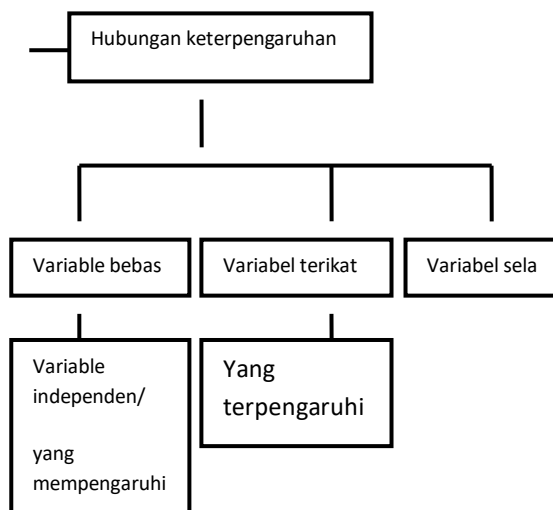 Hubungan keterpengaruhan
Variable bebas
Variabel terikat
Variabel sela
Variable
independen/
yang
mempengaruhi
Yang
terpengaruhi